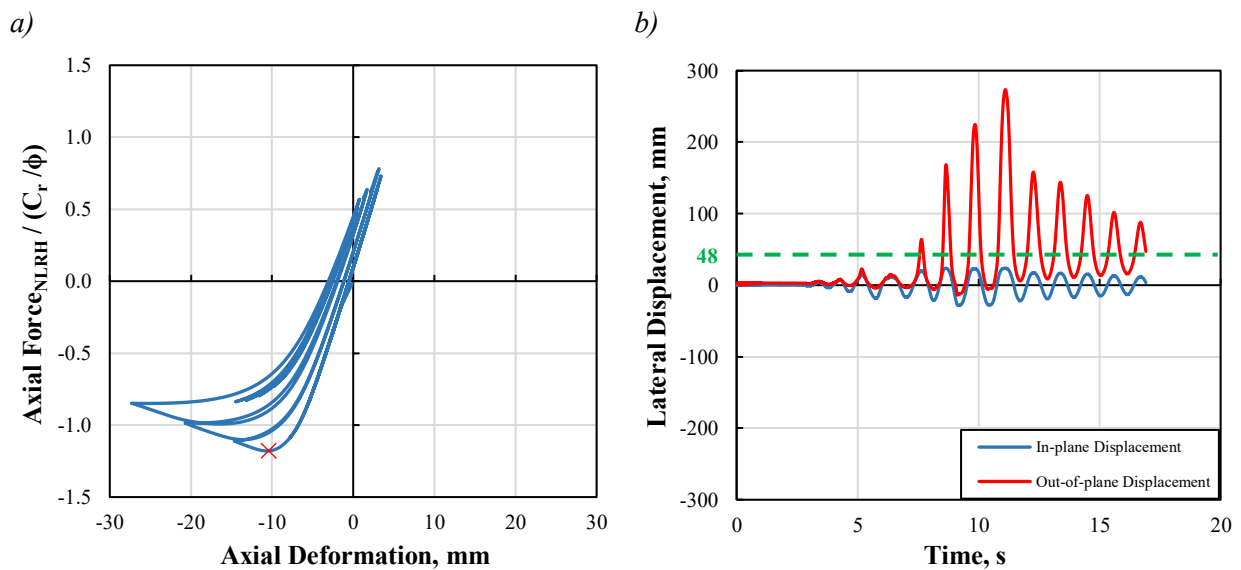 a)
1.5
1.0
0.5
0.0
-0.5
-1.0
-1.5
-30 -20 -10 0 10 20 30
Axial Deformation, mm
Axial Force_NLRH / (C_r /ϕ)
b)
300
200
100
48
0
-100
-200
-300
0 5 10 15 20
Time, s
Lateral Displacement, mm
In-plane Displacement
Out-of-plane Displacement